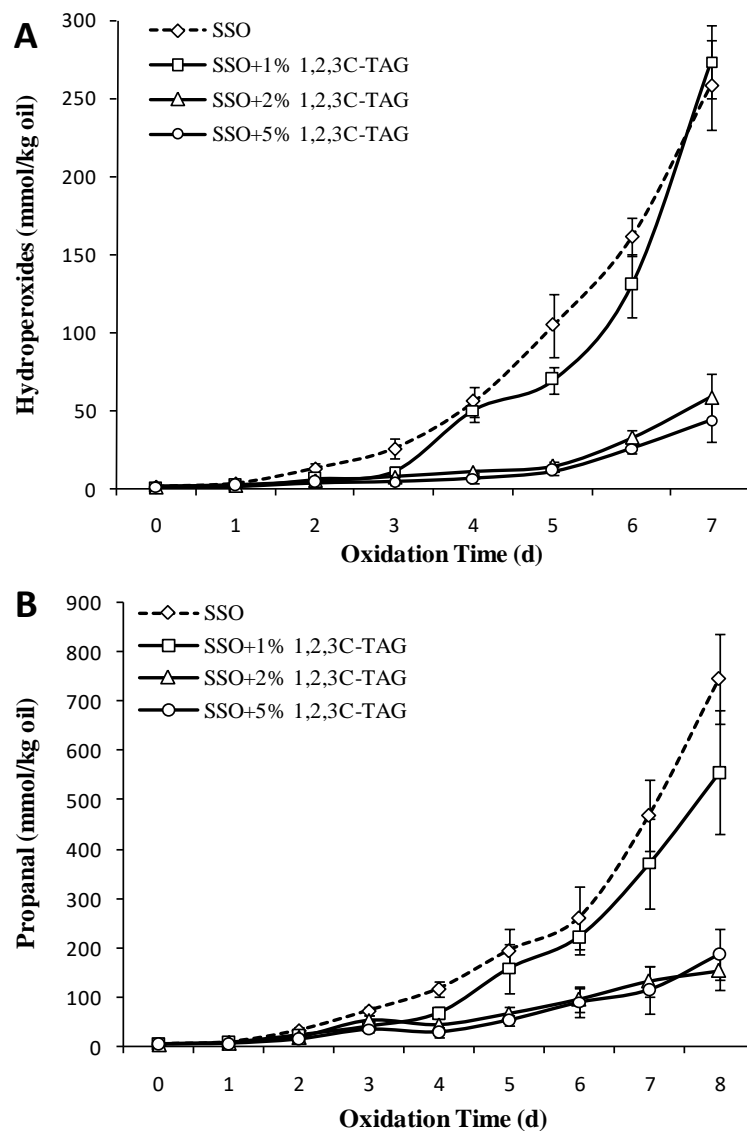 A
SSO
SSO+1% 1,2,3C-TAG
SSO+2% 1,2,3C-TAG
SSO+5% 1,2,3C-TAG
300
250
200
150
100
50
0
Hydroperoxides (mmol/kg oil)
0 1 2 3 4 5 6 7
Oxidation Time (d)
B
SSO
SSO+1% 1,2,3C-TAG
SSO+2% 1,2,3C-TAG
SSO+5% 1,2,3C-TAG
900
800
700
600
500
400
300
200
100
0
Propanal (mmol/kg oil)
0 1 2 3 4 5 6 7 8
Oxidation Time (d)